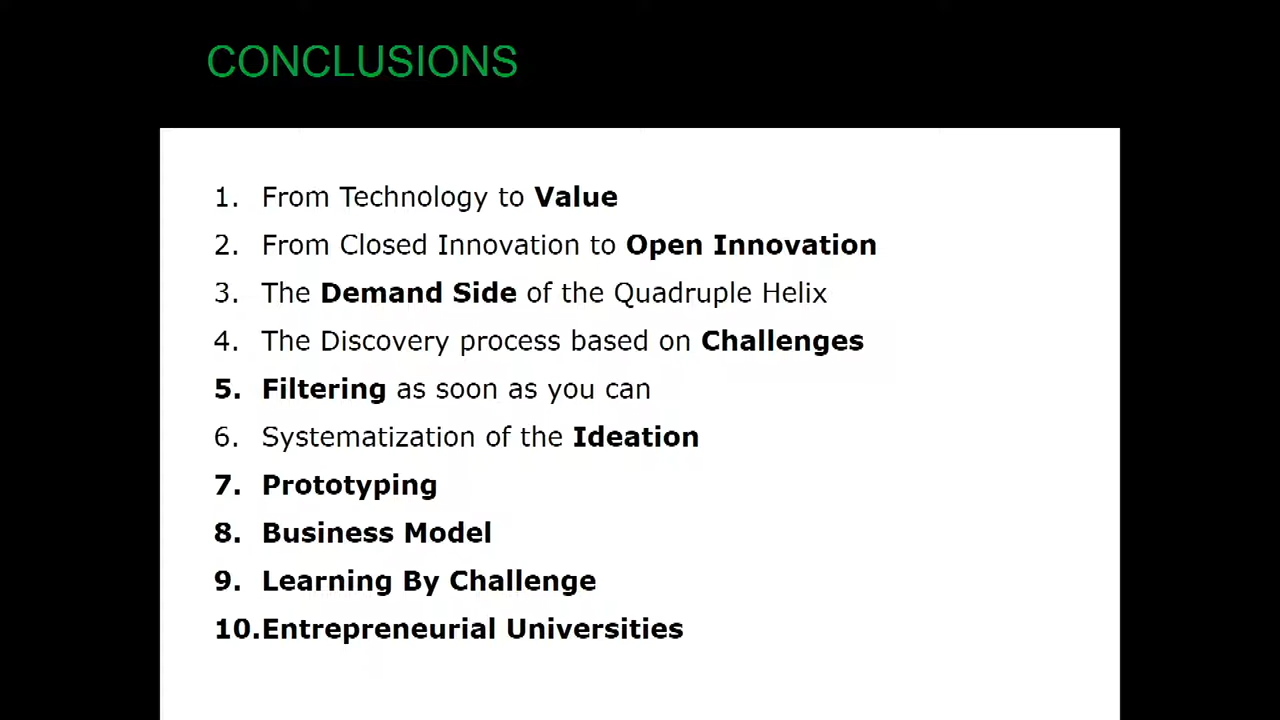 CONCLUSIONS
1. From Technology to Value
2. From Closed Innovation to Open Innovation
3. The Demand Side of the Quadruple Helix
4. The Discovery process based on Challenges
5. Filtering as soon as you can
6. Systematization of the Ideation
7. Prototyping
8. Business Model
9. Learning By Challenge
10.Entrepreneurial Universities